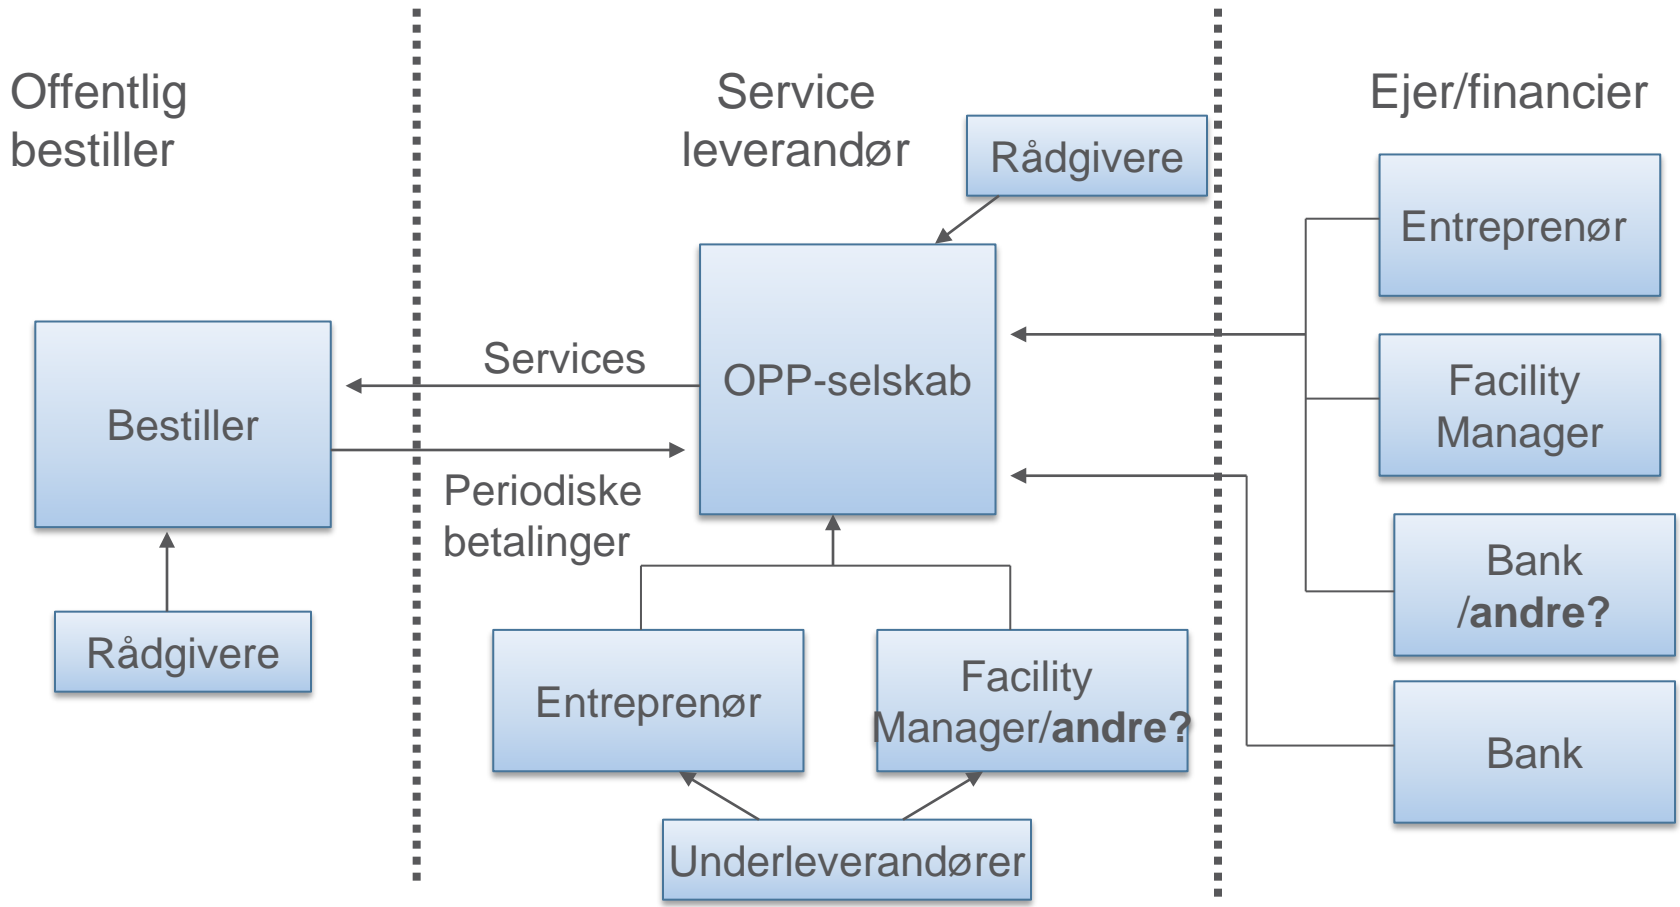 Offentlig
bestiller
Service
leverandør
Ejer/financier
Rådgivere
Entreprenør
Services
OPP-selskab
Bestiller
Facility
Manager
Periodiske
betalinger
Bank
/andre?
Rådgivere
Entreprenør
Facility
Manager/andre?
Bank
Underleverandører